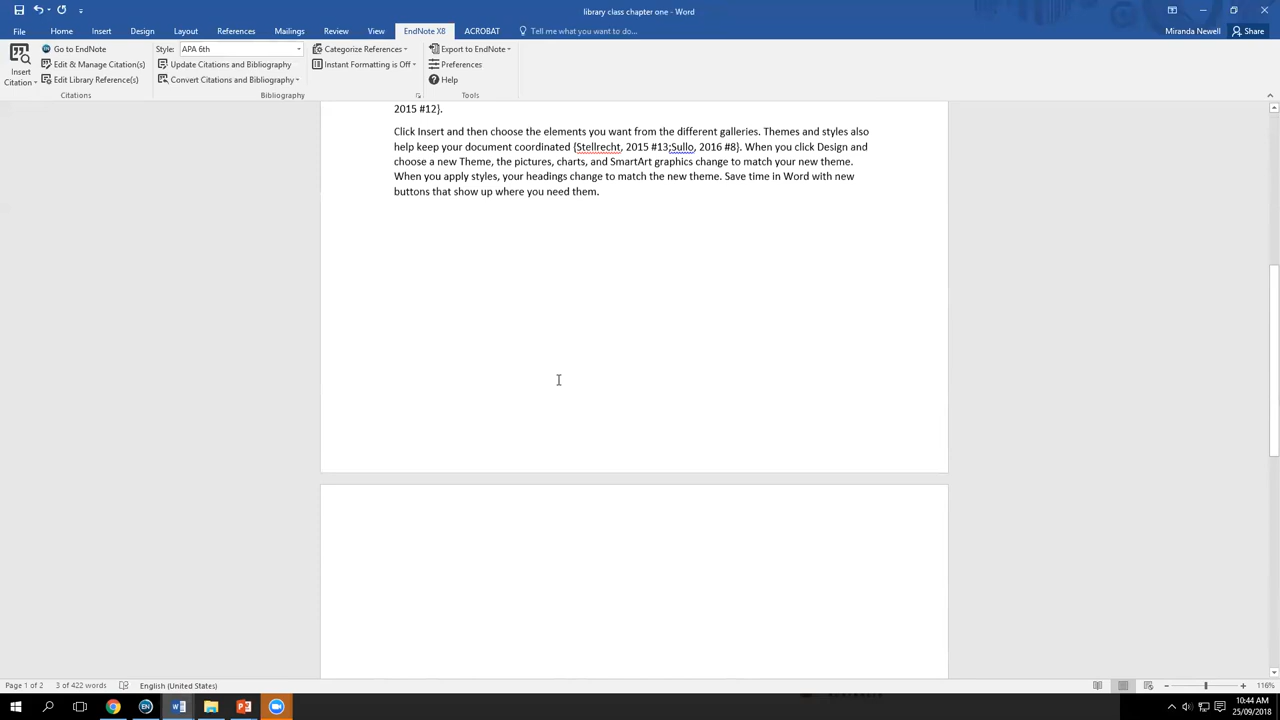 library class chapter one - Word
File
Home
Insert
Design
Layout
References
Mailings
Review
View
EndNote X8
ACROBAT
Tell me what you want to do...
Miranda Newell
Share
Insert
Citation
Go to EndNote
Edit & Manage Citation(s)
Edit Library Reference(s)
Citations
Style:
APA 6th
Update Citations and Bibliography
Convert Citations and Bibliography
Categorize References
Instant Formatting is Off
Bibliography
Export to EndNote
Preferences
Help
Tools
2015 #12}.
Click Insert and then choose the elements you want from the different galleries. Themes and styles also
help keep your document coordinated {Stellrecht, 2015 #13;Sullo, 2016 #8}. When you click Design and
choose a new Theme, the pictures, charts, and SmartArt graphics change to match your new theme.
When you apply styles, your headings change to match the new theme. Save time in Word with new
buttons that show up where you need them.
Page 1 of 2
3 of 422 words
English (United States)
116%
EN
10:44 AM
25/09/2018